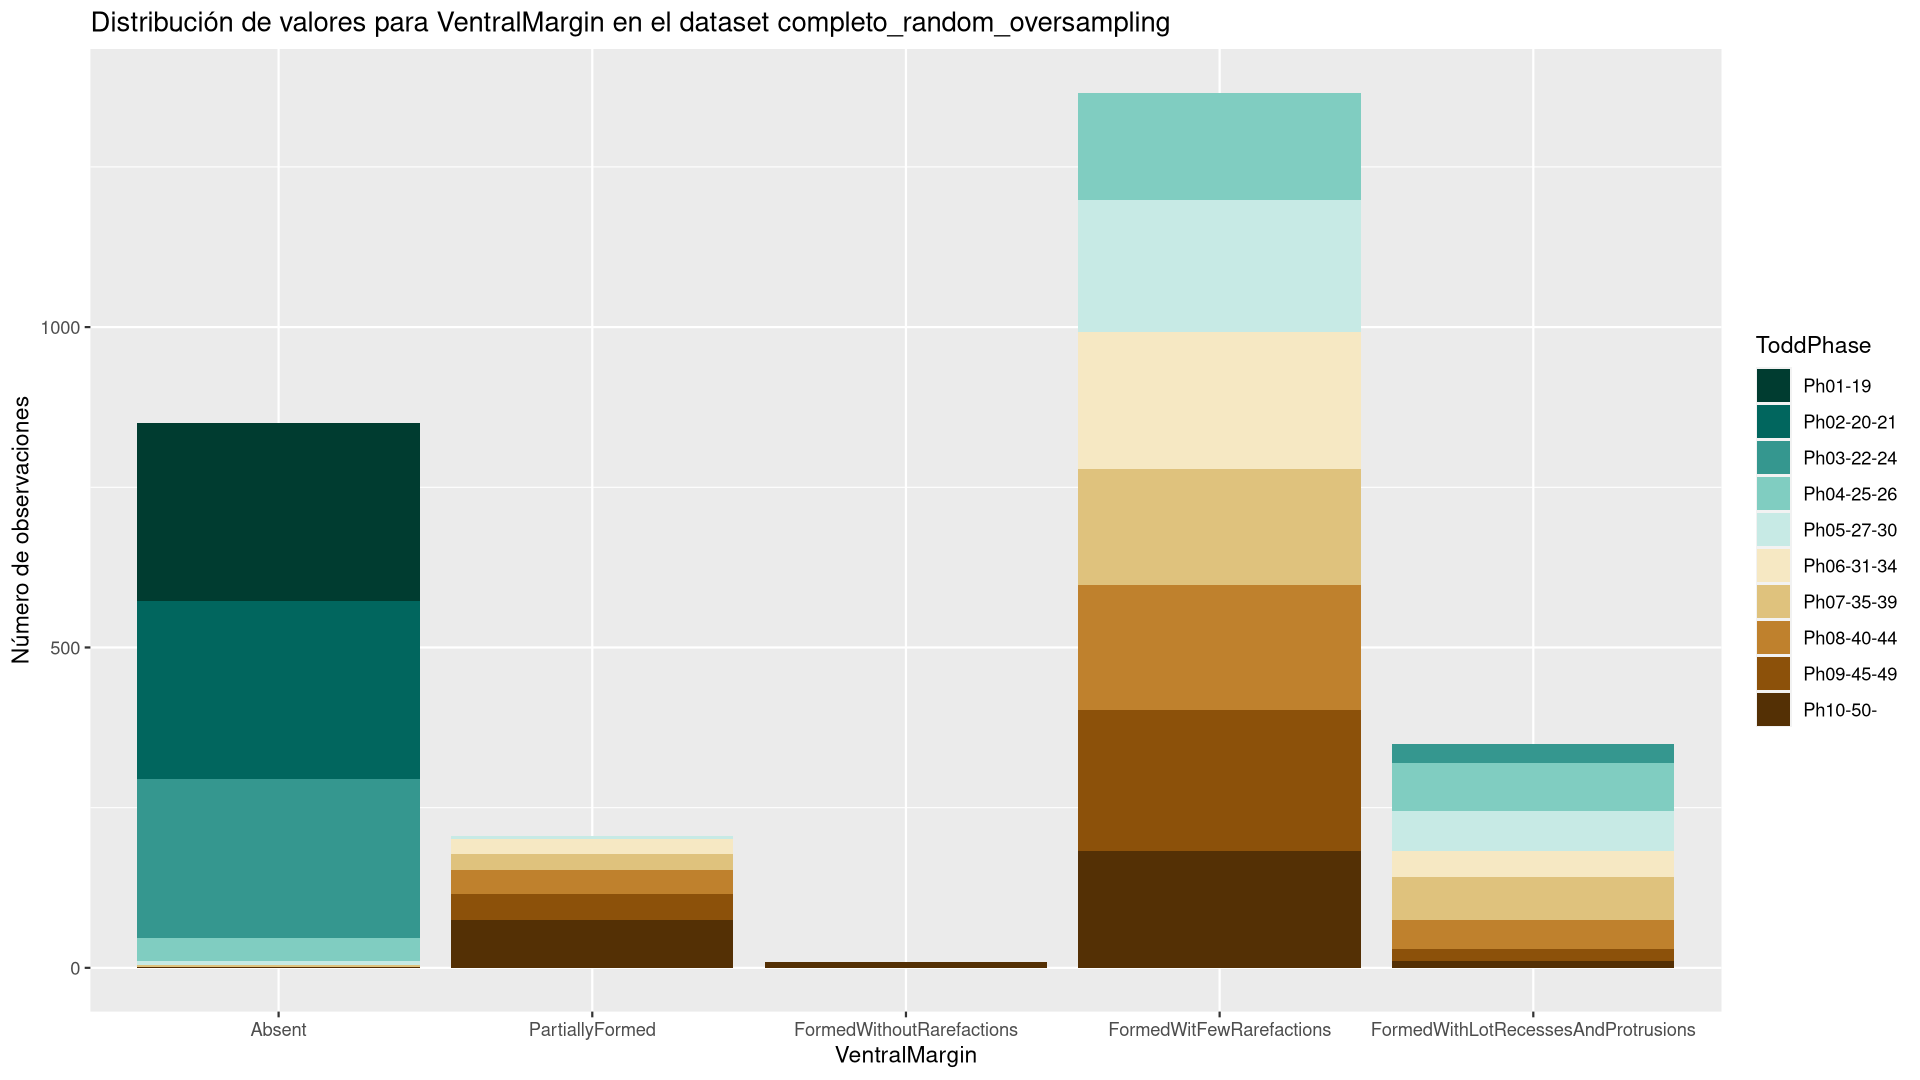 Distribución de valores para VentralMargin en el dataset completo_random_oversampling
Número de observaciones
1000
500
0
Absent
PartiallyFormed
FormedWithoutRarefactions
FormedWitFewRarefactions
FormedWithLotRecessesAndProtrusions
VentralMargin
ToddPhase
Ph01-19
Ph02-20-21
Ph03-22-24
Ph04-25-26
Ph05-27-30
Ph06-31-34
Ph07-35-39
Ph08-40-44
Ph09-45-49
Ph10-50-